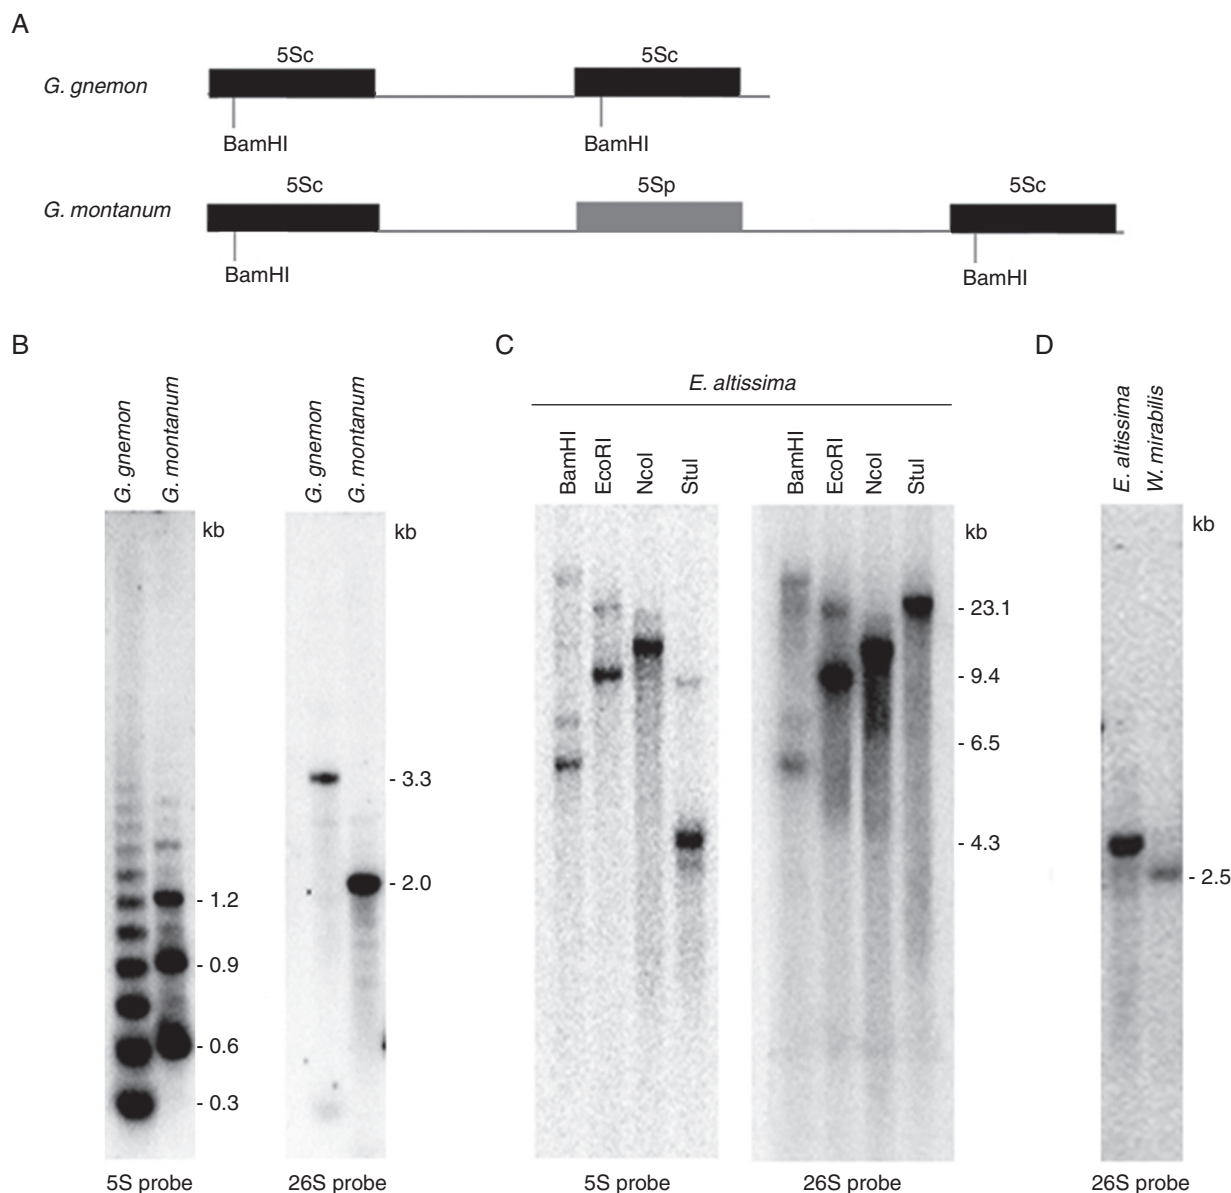 A
5Sc 5Sc
G. gnemon
BamHI BamHI
5Sc 5Sp 5Sc
G. montanum
BamHI BamHI
B
G. gnemon
G. montanum
kb
- 1.2
- 0.9
- 0.6
- 0.3
5S probe
G. gnemon
G. montanum
kb
- 3.3
- 2.0
26S probe
C
E. altissima
BamHI
EcoRI
NcoI
StuI
5S probe
BamHI
EcoRI
NcoI
StuI
kb
- 23.1
- 9.4
- 6.5
- 4.3
26S probe
D
E. altissima
W. mirabilis
kb
- 2.5
26S probe